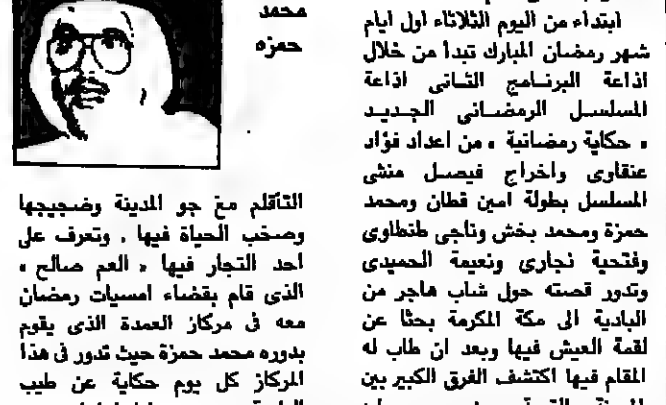 ابتداء من اليوم الثلاثاء اول ايام
شهر رمضان المبارك تبدا من خلال
اذاعة البرنامج الثانى اذاعة
المسلسل الرمضانى الجديد
« حكاية رمضانية » من اعداد فؤاد
عنقاوى واخراج فيصل منشى
المسلسل بطولة امين قطان ومحمد
حمزة ومحمد بخش وناجى طنطاوى
وفتحية نجارى ونعيمة الحميدى
وتدور قصته حول شاب هاجر من
البادية الى مكة المكرمة بحثا عن
لقمة العيش فيها وبعد ان طاب له
المقام فيها اكتشف الفرق الكبير بين
محمد
حمزه
التأقلم مع جو المدينة وضجيجها
وصخب الحياة فيها . وتعرف على
احد التجار فيها « العم صالح »
الذى قام بقضاء امسيات رمضان
معه فى مركاز العمدة الذى يقوم
بدوره محمد حمزة حيث تدور فى هذا
المركاز كل يوم حكاية عن طيب